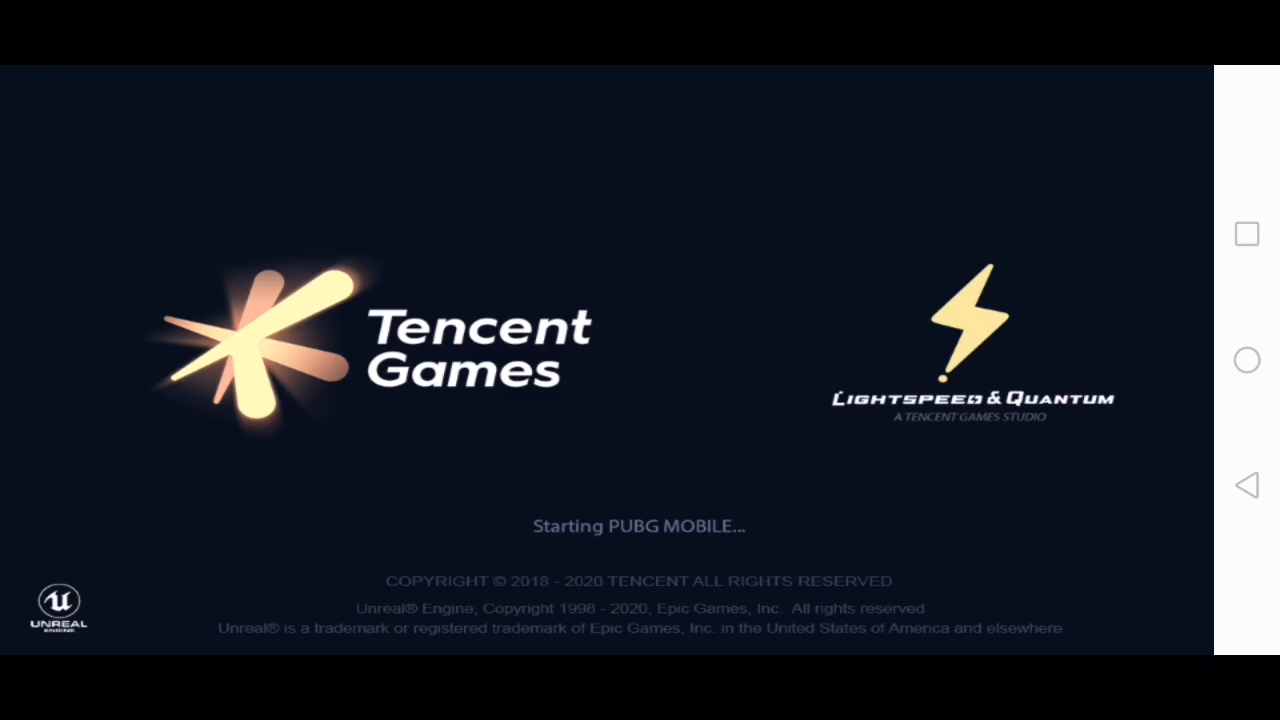 Tencent
Games
LIGHTSPEED & QUANTUM
A TENCENT GAMES STUDIO
Starting PUBG MOBILE...
COPYRIGHT © 2018 - 2020 TENCENT ALL RIGHTS RESERVED
Unreal® Engine, Copyright 1998 - 2020, Epic Games, Inc. All rights reserved
Unreal® is a trademark or registered trademark of Epic Games, Inc. in the United States of America and elsewhere
UNREAL
ENGINE